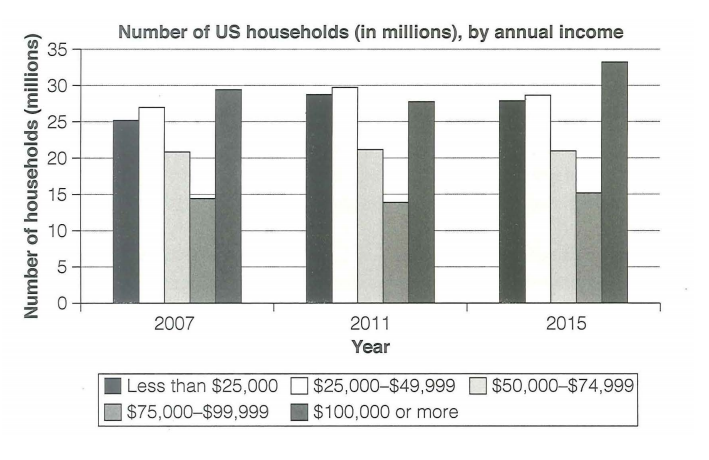 Number of US households (in millions), by annual income
Number of households (millions)
35
30
25
20
15
10
5
0
2007 2011 2015
Year
Less than $25,000 $25,000–$49,999 $50,000–$74,999
$75,000–$99,999 $100,000 or more